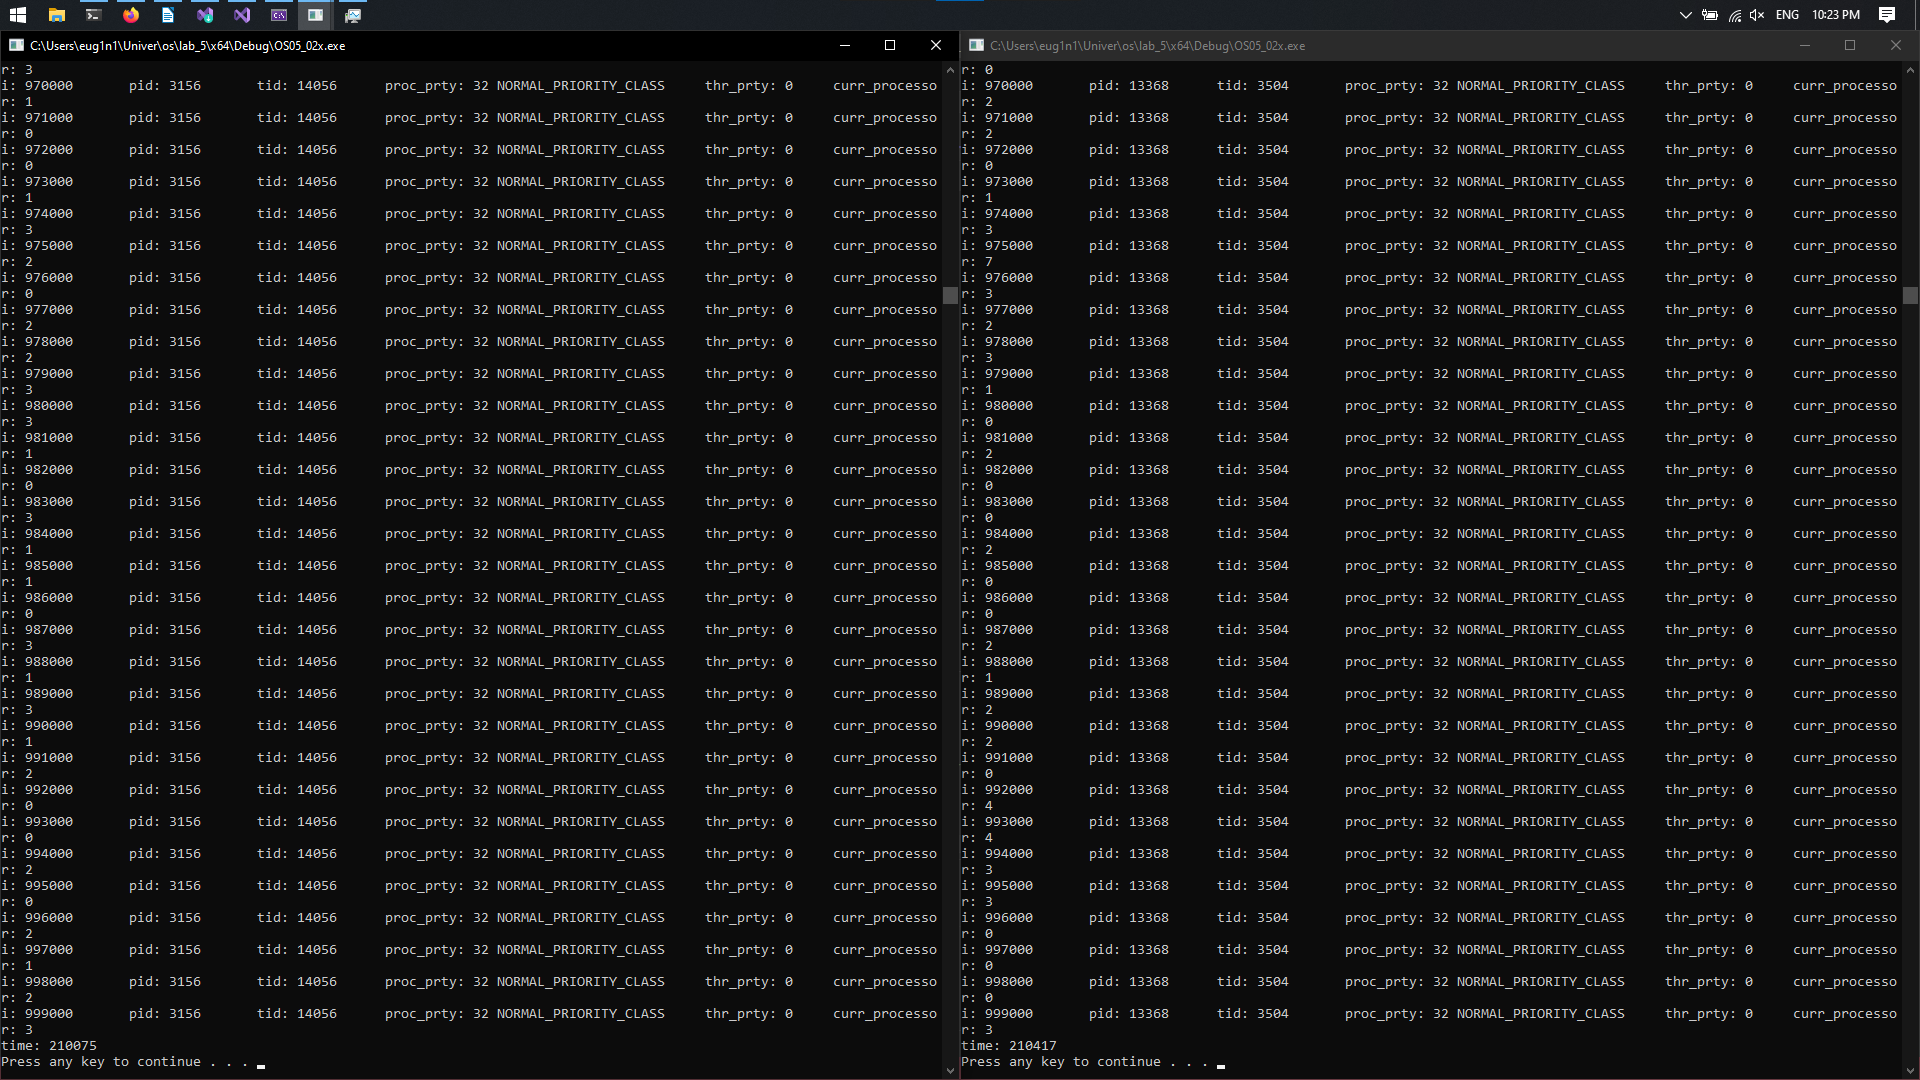 ENG 10:23 PM
C:\Users\eug1n1\Univer\os\lab_5\x64\Debug\OS05_02x.exe
r: 3
i: 970000 pid: 3156 tid: 14056 proc_prty: 32 NORMAL_PRIORITY_CLASS thr_prty: 0 curr_processo
r: 1
i: 971000 pid: 3156 tid: 14056 proc_prty: 32 NORMAL_PRIORITY_CLASS thr_prty: 0 curr_processo
r: 0
i: 972000 pid: 3156 tid: 14056 proc_prty: 32 NORMAL_PRIORITY_CLASS thr_prty: 0 curr_processo
r: 0
i: 973000 pid: 3156 tid: 14056 proc_prty: 32 NORMAL_PRIORITY_CLASS thr_prty: 0 curr_processo
r: 1
i: 974000 pid: 3156 tid: 14056 proc_prty: 32 NORMAL_PRIORITY_CLASS thr_prty: 0 curr_processo
r: 3
i: 975000 pid: 3156 tid: 14056 proc_prty: 32 NORMAL_PRIORITY_CLASS thr_prty: 0 curr_processo
r: 2
i: 976000 pid: 3156 tid: 14056 proc_prty: 32 NORMAL_PRIORITY_CLASS thr_prty: 0 curr_processo
r: 0
i: 977000 pid: 3156 tid: 14056 proc_prty: 32 NORMAL_PRIORITY_CLASS thr_prty: 0 curr_processo
r: 2
i: 978000 pid: 3156 tid: 14056 proc_prty: 32 NORMAL_PRIORITY_CLASS thr_prty: 0 curr_processo
r: 2
i: 979000 pid: 3156 tid: 14056 proc_prty: 32 NORMAL_PRIORITY_CLASS thr_prty: 0 curr_processo
r: 3
i: 980000 pid: 3156 tid: 14056 proc_prty: 32 NORMAL_PRIORITY_CLASS thr_prty: 0 curr_processo
r: 3
i: 981000 pid: 3156 tid: 14056 proc_prty: 32 NORMAL_PRIORITY_CLASS thr_prty: 0 curr_processo
r: 1
i: 982000 pid: 3156 tid: 14056 proc_prty: 32 NORMAL_PRIORITY_CLASS thr_prty: 0 curr_processo
r: 0
i: 983000 pid: 3156 tid: 14056 proc_prty: 32 NORMAL_PRIORITY_CLASS thr_prty: 0 curr_processo
r: 3
i: 984000 pid: 3156 tid: 14056 proc_prty: 32 NORMAL_PRIORITY_CLASS thr_prty: 0 curr_processo
r: 1
i: 985000 pid: 3156 tid: 14056 proc_prty: 32 NORMAL_PRIORITY_CLASS thr_prty: 0 curr_processo
r: 1
i: 986000 pid: 3156 tid: 14056 proc_prty: 32 NORMAL_PRIORITY_CLASS thr_prty: 0 curr_processo
r: 0
i: 987000 pid: 3156 tid: 14056 proc_prty: 32 NORMAL_PRIORITY_CLASS thr_prty: 0 curr_processo
r: 3
i: 988000 pid: 3156 tid: 14056 proc_prty: 32 NORMAL_PRIORITY_CLASS thr_prty: 0 curr_processo
r: 1
i: 989000 pid: 3156 tid: 14056 proc_prty: 32 NORMAL_PRIORITY_CLASS thr_prty: 0 curr_processo
r: 3
i: 990000 pid: 3156 tid: 14056 proc_prty: 32 NORMAL_PRIORITY_CLASS thr_prty: 0 curr_processo
r: 1
i: 991000 pid: 3156 tid: 14056 proc_prty: 32 NORMAL_PRIORITY_CLASS thr_prty: 0 curr_processo
r: 2
i: 992000 pid: 3156 tid: 14056 proc_prty: 32 NORMAL_PRIORITY_CLASS thr_prty: 0 curr_processo
r: 0
i: 993000 pid: 3156 tid: 14056 proc_prty: 32 NORMAL_PRIORITY_CLASS thr_prty: 0 curr_processo
r: 0
i: 994000 pid: 3156 tid: 14056 proc_prty: 32 NORMAL_PRIORITY_CLASS thr_prty: 0 curr_processo
r: 2
i: 995000 pid: 3156 tid: 14056 proc_prty: 32 NORMAL_PRIORITY_CLASS thr_prty: 0 curr_processo
r: 0
i: 996000 pid: 3156 tid: 14056 proc_prty: 32 NORMAL_PRIORITY_CLASS thr_prty: 0 curr_processo
r: 2
i: 997000 pid: 3156 tid: 14056 proc_prty: 32 NORMAL_PRIORITY_CLASS thr_prty: 0 curr_processo
r: 1
i: 998000 pid: 3156 tid: 14056 proc_prty: 32 NORMAL_PRIORITY_CLASS thr_prty: 0 curr_processo
r: 2
i: 999000 pid: 3156 tid: 14056 proc_prty: 32 NORMAL_PRIORITY_CLASS thr_prty: 0 curr_processo
r: 3
time: 210075
Press any key to continue . . .
C:\Users\eug1n1\Univer\os\lab_5\x64\Debug\OS05_02x.exe
r: 0
i: 970000 pid: 13368 tid: 3504 proc_prty: 32 NORMAL_PRIORITY_CLASS thr_prty: 0 curr_processo
r: 2
i: 971000 pid: 13368 tid: 3504 proc_prty: 32 NORMAL_PRIORITY_CLASS thr_prty: 0 curr_processo
r: 2
i: 972000 pid: 13368 tid: 3504 proc_prty: 32 NORMAL_PRIORITY_CLASS thr_prty: 0 curr_processo
r: 0
i: 973000 pid: 13368 tid: 3504 proc_prty: 32 NORMAL_PRIORITY_CLASS thr_prty: 0 curr_processo
r: 1
i: 974000 pid: 13368 tid: 3504 proc_prty: 32 NORMAL_PRIORITY_CLASS thr_prty: 0 curr_processo
r: 3
i: 975000 pid: 13368 tid: 3504 proc_prty: 32 NORMAL_PRIORITY_CLASS thr_prty: 0 curr_processo
r: 7
i: 976000 pid: 13368 tid: 3504 proc_prty: 32 NORMAL_PRIORITY_CLASS thr_prty: 0 curr_processo
r: 3
i: 977000 pid: 13368 tid: 3504 proc_prty: 32 NORMAL_PRIORITY_CLASS thr_prty: 0 curr_processo
r: 2
i: 978000 pid: 13368 tid: 3504 proc_prty: 32 NORMAL_PRIORITY_CLASS thr_prty: 0 curr_processo
r: 3
i: 979000 pid: 13368 tid: 3504 proc_prty: 32 NORMAL_PRIORITY_CLASS thr_prty: 0 curr_processo
r: 1
i: 980000 pid: 13368 tid: 3504 proc_prty: 32 NORMAL_PRIORITY_CLASS thr_prty: 0 curr_processo
r: 0
i: 981000 pid: 13368 tid: 3504 proc_prty: 32 NORMAL_PRIORITY_CLASS thr_prty: 0 curr_processo
r: 2
i: 982000 pid: 13368 tid: 3504 proc_prty: 32 NORMAL_PRIORITY_CLASS thr_prty: 0 curr_processo
r: 0
i: 983000 pid: 13368 tid: 3504 proc_prty: 32 NORMAL_PRIORITY_CLASS thr_prty: 0 curr_processo
r: 0
i: 984000 pid: 13368 tid: 3504 proc_prty: 32 NORMAL_PRIORITY_CLASS thr_prty: 0 curr_processo
r: 2
i: 985000 pid: 13368 tid: 3504 proc_prty: 32 NORMAL_PRIORITY_CLASS thr_prty: 0 curr_processo
r: 0
i: 986000 pid: 13368 tid: 3504 proc_prty: 32 NORMAL_PRIORITY_CLASS thr_prty: 0 curr_processo
r: 0
i: 987000 pid: 13368 tid: 3504 proc_prty: 32 NORMAL_PRIORITY_CLASS thr_prty: 0 curr_processo
r: 2
i: 988000 pid: 13368 tid: 3504 proc_prty: 32 NORMAL_PRIORITY_CLASS thr_prty: 0 curr_processo
r: 1
i: 989000 pid: 13368 tid: 3504 proc_prty: 32 NORMAL_PRIORITY_CLASS thr_prty: 0 curr_processo
r: 2
i: 990000 pid: 13368 tid: 3504 proc_prty: 32 NORMAL_PRIORITY_CLASS thr_prty: 0 curr_processo
r: 2
i: 991000 pid: 13368 tid: 3504 proc_prty: 32 NORMAL_PRIORITY_CLASS thr_prty: 0 curr_processo
r: 0
i: 992000 pid: 13368 tid: 3504 proc_prty: 32 NORMAL_PRIORITY_CLASS thr_prty: 0 curr_processo
r: 4
i: 993000 pid: 13368 tid: 3504 proc_prty: 32 NORMAL_PRIORITY_CLASS thr_prty: 0 curr_processo
r: 4
i: 994000 pid: 13368 tid: 3504 proc_prty: 32 NORMAL_PRIORITY_CLASS thr_prty: 0 curr_processo
r: 3
i: 995000 pid: 13368 tid: 3504 proc_prty: 32 NORMAL_PRIORITY_CLASS thr_prty: 0 curr_processo
r: 3
i: 996000 pid: 13368 tid: 3504 proc_prty: 32 NORMAL_PRIORITY_CLASS thr_prty: 0 curr_processo
r: 0
i: 997000 pid: 13368 tid: 3504 proc_prty: 32 NORMAL_PRIORITY_CLASS thr_prty: 0 curr_processo
r: 0
i: 998000 pid: 13368 tid: 3504 proc_prty: 32 NORMAL_PRIORITY_CLASS thr_prty: 0 curr_processo
r: 0
i: 999000 pid: 13368 tid: 3504 proc_prty: 32 NORMAL_PRIORITY_CLASS thr_prty: 0 curr_processo
r: 3
time: 210417
Press any key to continue . . .